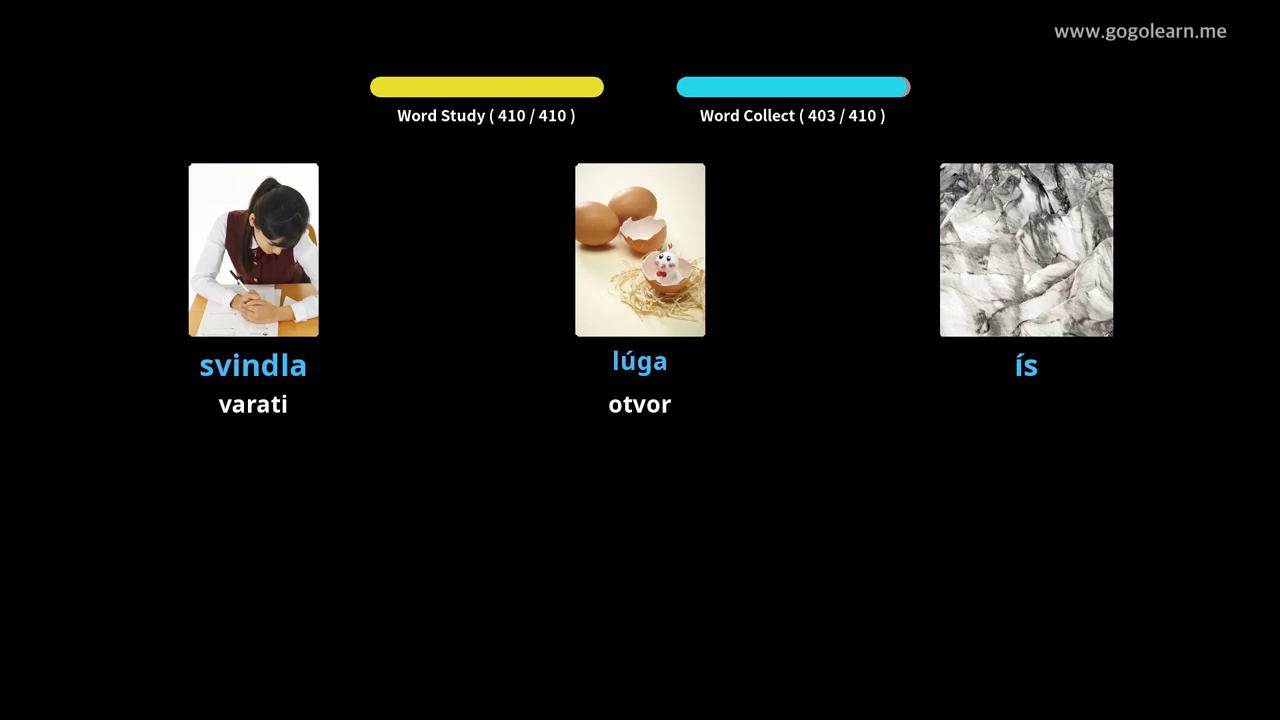 www.gogolearn.me
Word Study ( 410 / 410 )
Word Collect ( 403 / 410 )
svindla
lúga
ís
varati
otvor